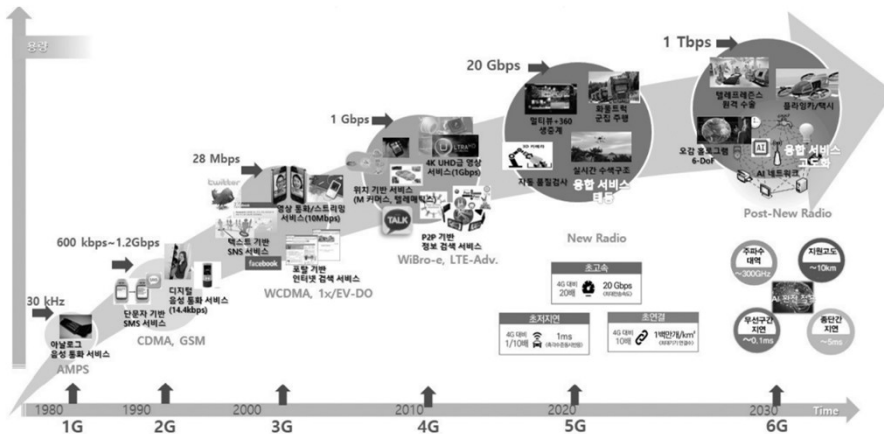 용량
1 Tbps
20 Gbps
1 Gbps
28 Mbps
600 kbps~1.2Gbps
30 kHz
아날로그
음성 통화 서비스
AMPS
단문자 기반
SMS 서비스
디지털
음성 통화 서비스
(14.4kbps)
CDMA, GSM
twitter
텍스트 기반
SNS 서비스
facebook
영상 통화/스트리밍
서비스(10Mbps)
포탈 기반
인터넷 검색 서비스
WCDMA, 1x/EV-DO
4K UHD급 영상
서비스(1Gbps)
위치 기반 서비스
(M 커머스, 텔레매틱스)
TALK
P2P 기반
정보 검색 서비스
WiBro-e, LTE-Adv.
멀티뷰+360
생중계
화물트럭
군집 주행
자동 품질검사
실시간 수색구조
융합 서비스
태동
New Radio
텔레프레즌스
원격 수술
플라잉카/택시
오감 홀로그램
6-DoF
AI
AI 네트워크
융합 서비스
고도화
Post-New Radio
초고속
4G 대비
20배
20 Gbps
(최대전송속도)
초저지연
4G 대비
1/10배
1ms
초연결
4G 대비
10배
1백만개/km²
주파수
대역
~300GHz
지원고도
~10km
무선구간
지연
~0.1ms
종단간
지연
~5ms
1980
1990
2000
2010
2020
2030
Time
1G
2G
3G
4G
5G
6G